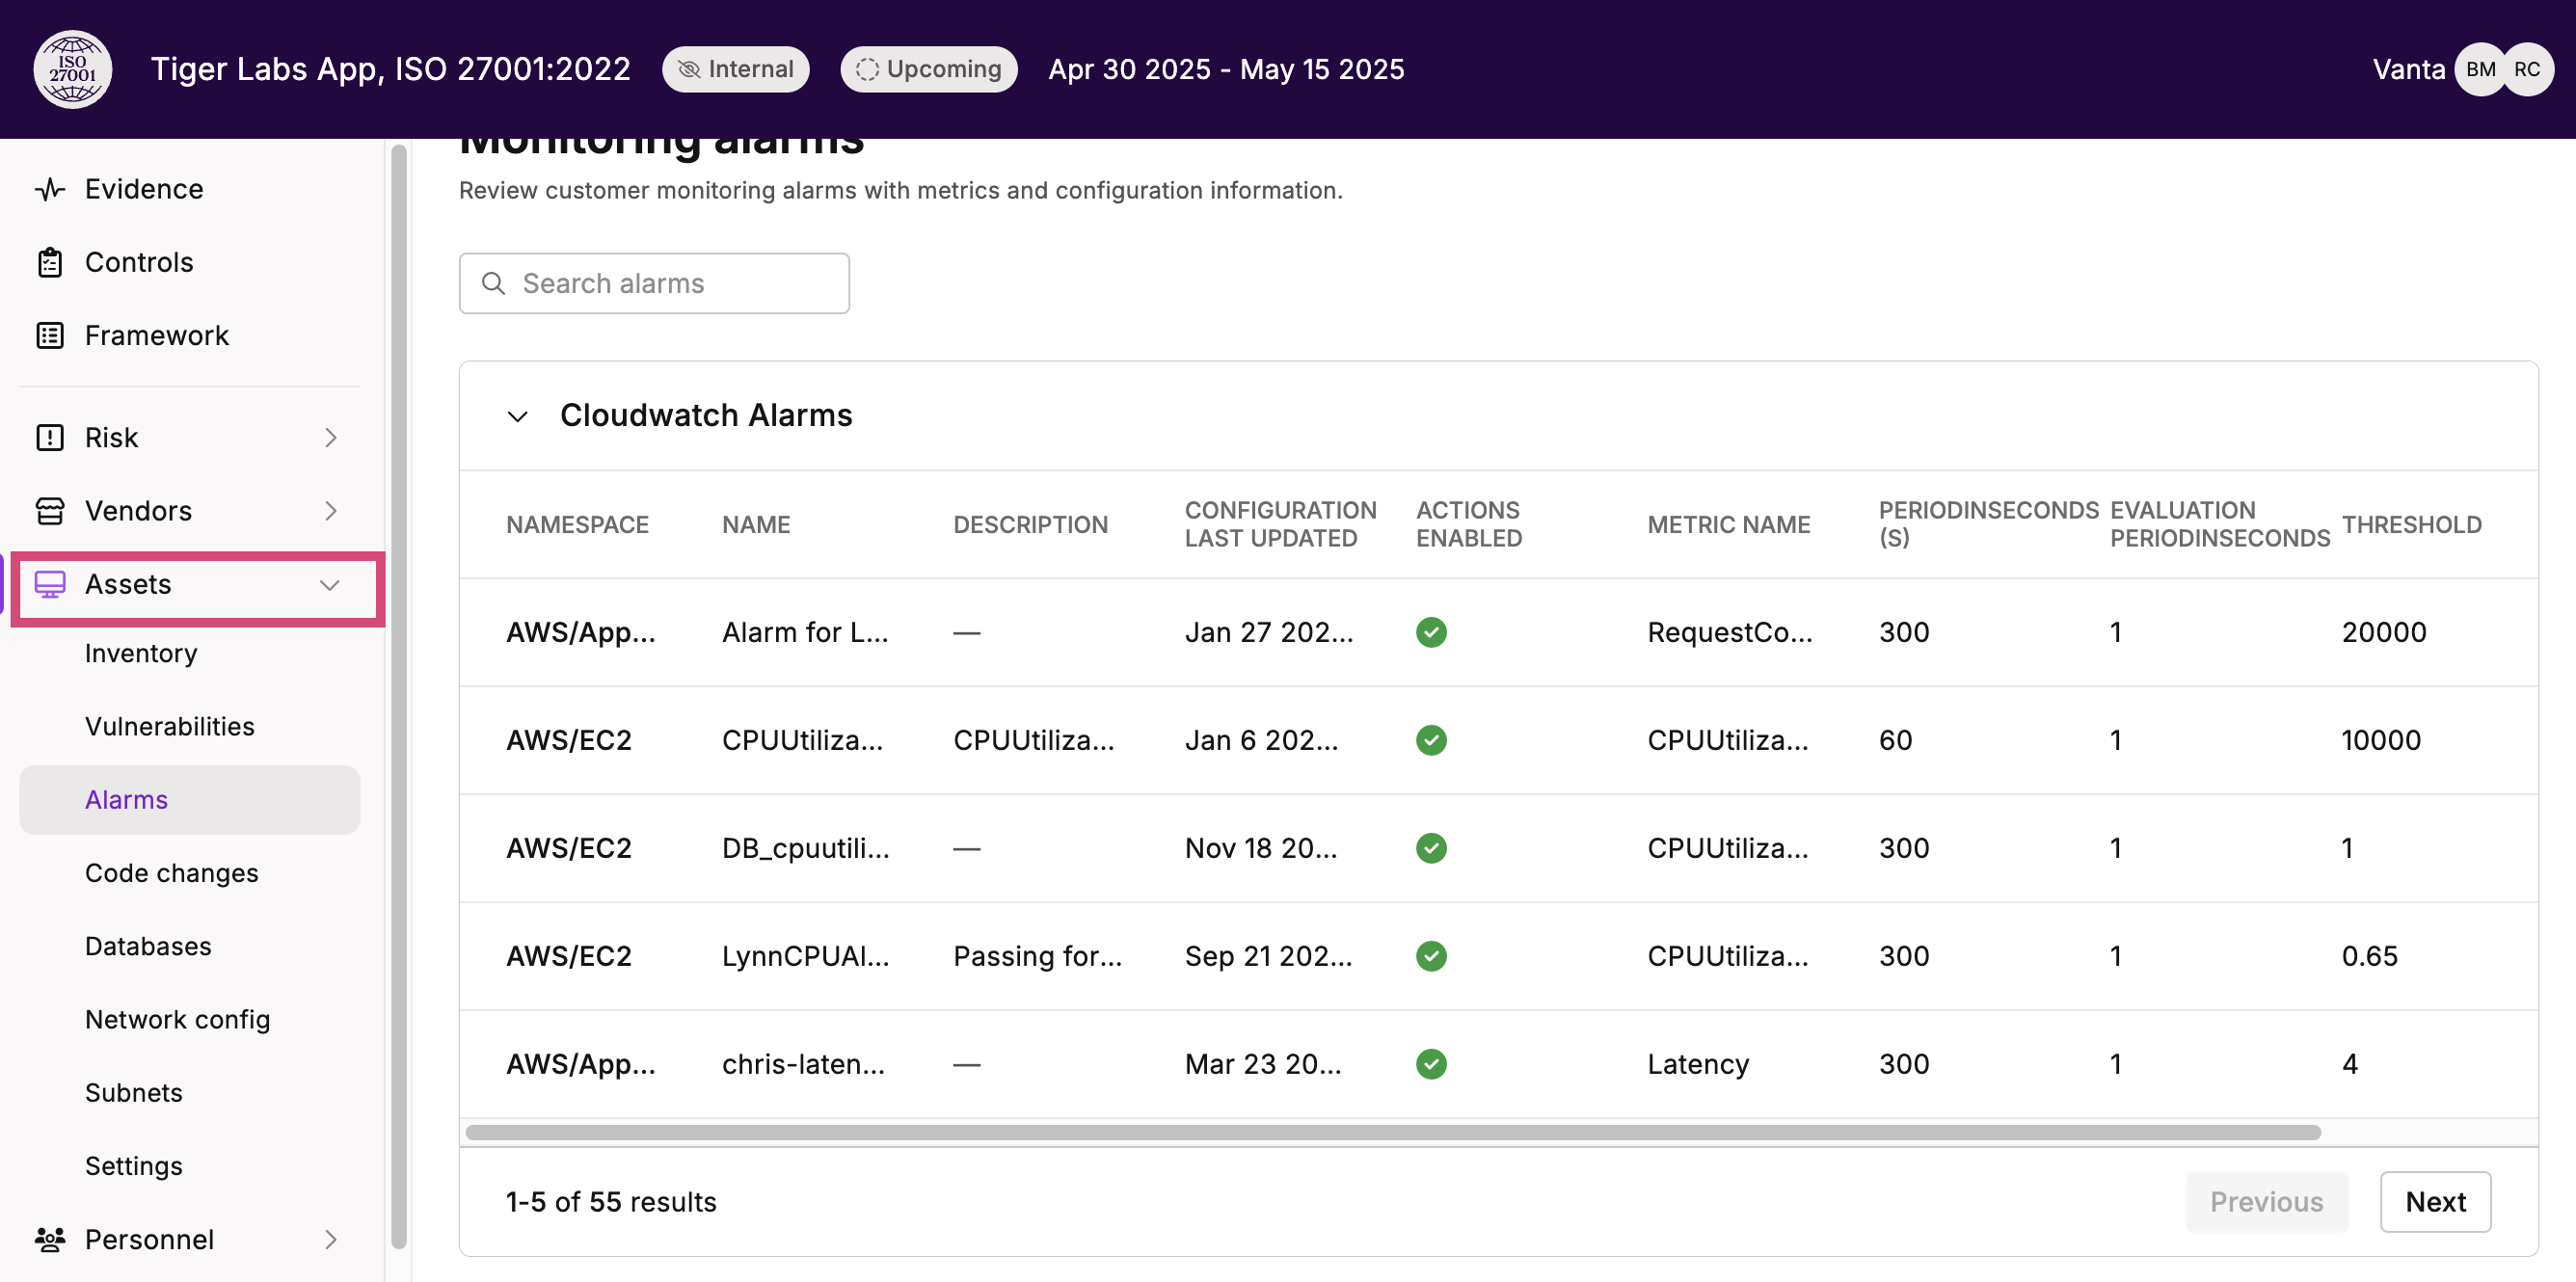 ISO
27001
Tiger Labs App, ISO 27001:2022
Internal
Upcoming
Apr 30 2025 - May 15 2025
Vanta
BM
RC
Evidence
Controls
Framework
Risk
Vendors
Assets
Inventory
Vulnerabilities
Alarms
Code changes
Databases
Network config
Subnets
Settings
Personnel
Monitoring alarms
Review customer monitoring alarms with metrics and configuration information.
Search alarms
Cloudwatch Alarms
NAMESPACE NAME DESCRIPTION CONFIGURATION LAST UPDATED ACTIONS ENABLED METRIC NAME PERIODINSECONDS (S) EVALUATION PERIODINSECONDS THRESHOLD
AWS/App... Alarm for L... — Jan 27 202... RequestCo... 300 1 20000
AWS/EC2 CPUUtiliza... CPUUtiliza... Jan 6 202... CPUUtiliza... 60 1 10000
AWS/EC2 DB_cpuutili... — Nov 18 20... CPUUtiliza... 300 1 1
AWS/EC2 LynnCPUAl... Passing for... Sep 21 202... CPUUtiliza... 300 1 0.65
AWS/App... chris-laten... — Mar 23 20... Latency 300 1 4
1-5 of 55 results
Previous
Next